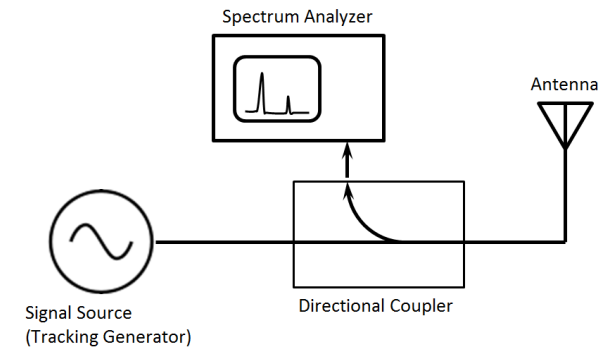 Spectrum Analyzer
Antenna
Signal Source
(Tracking Generator)
Directional Coupler